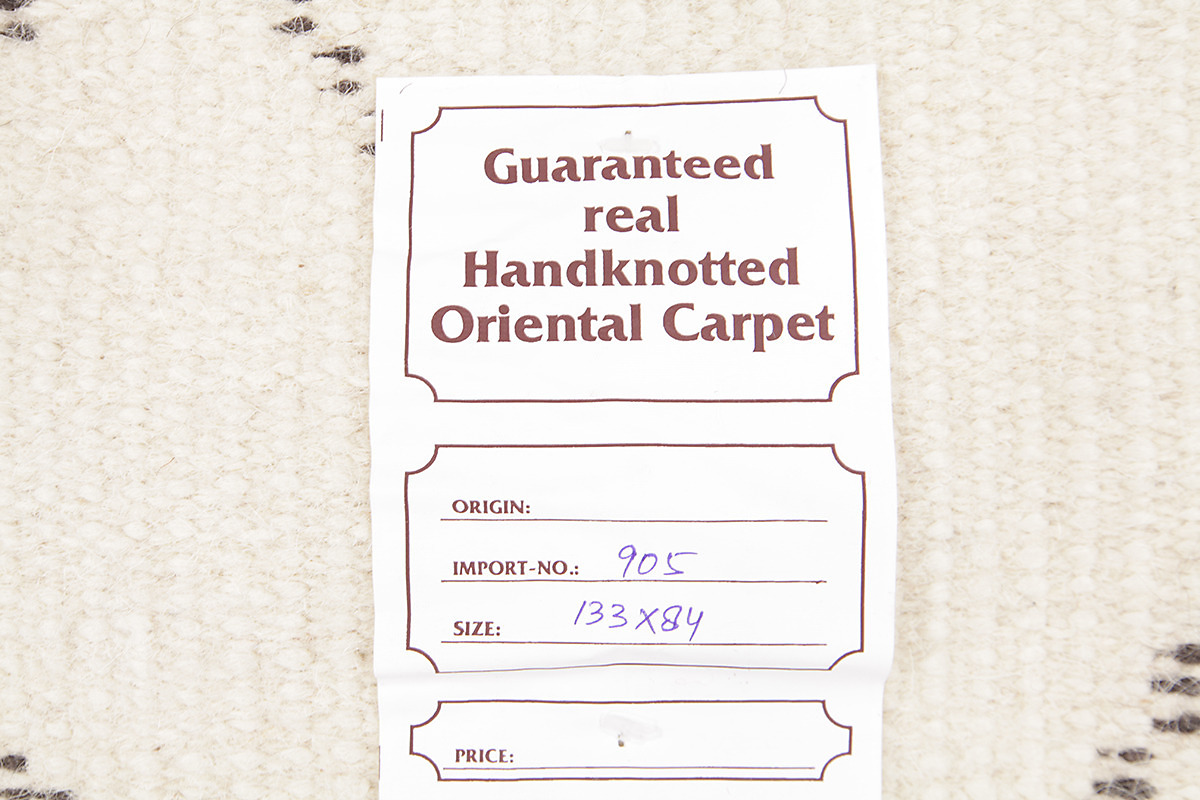 Guaranteed
real
Handknotted
Oriental Carpet
ORIGIN:
IMPORT-NO.: 905
SIZE: 133X84
PRICE: